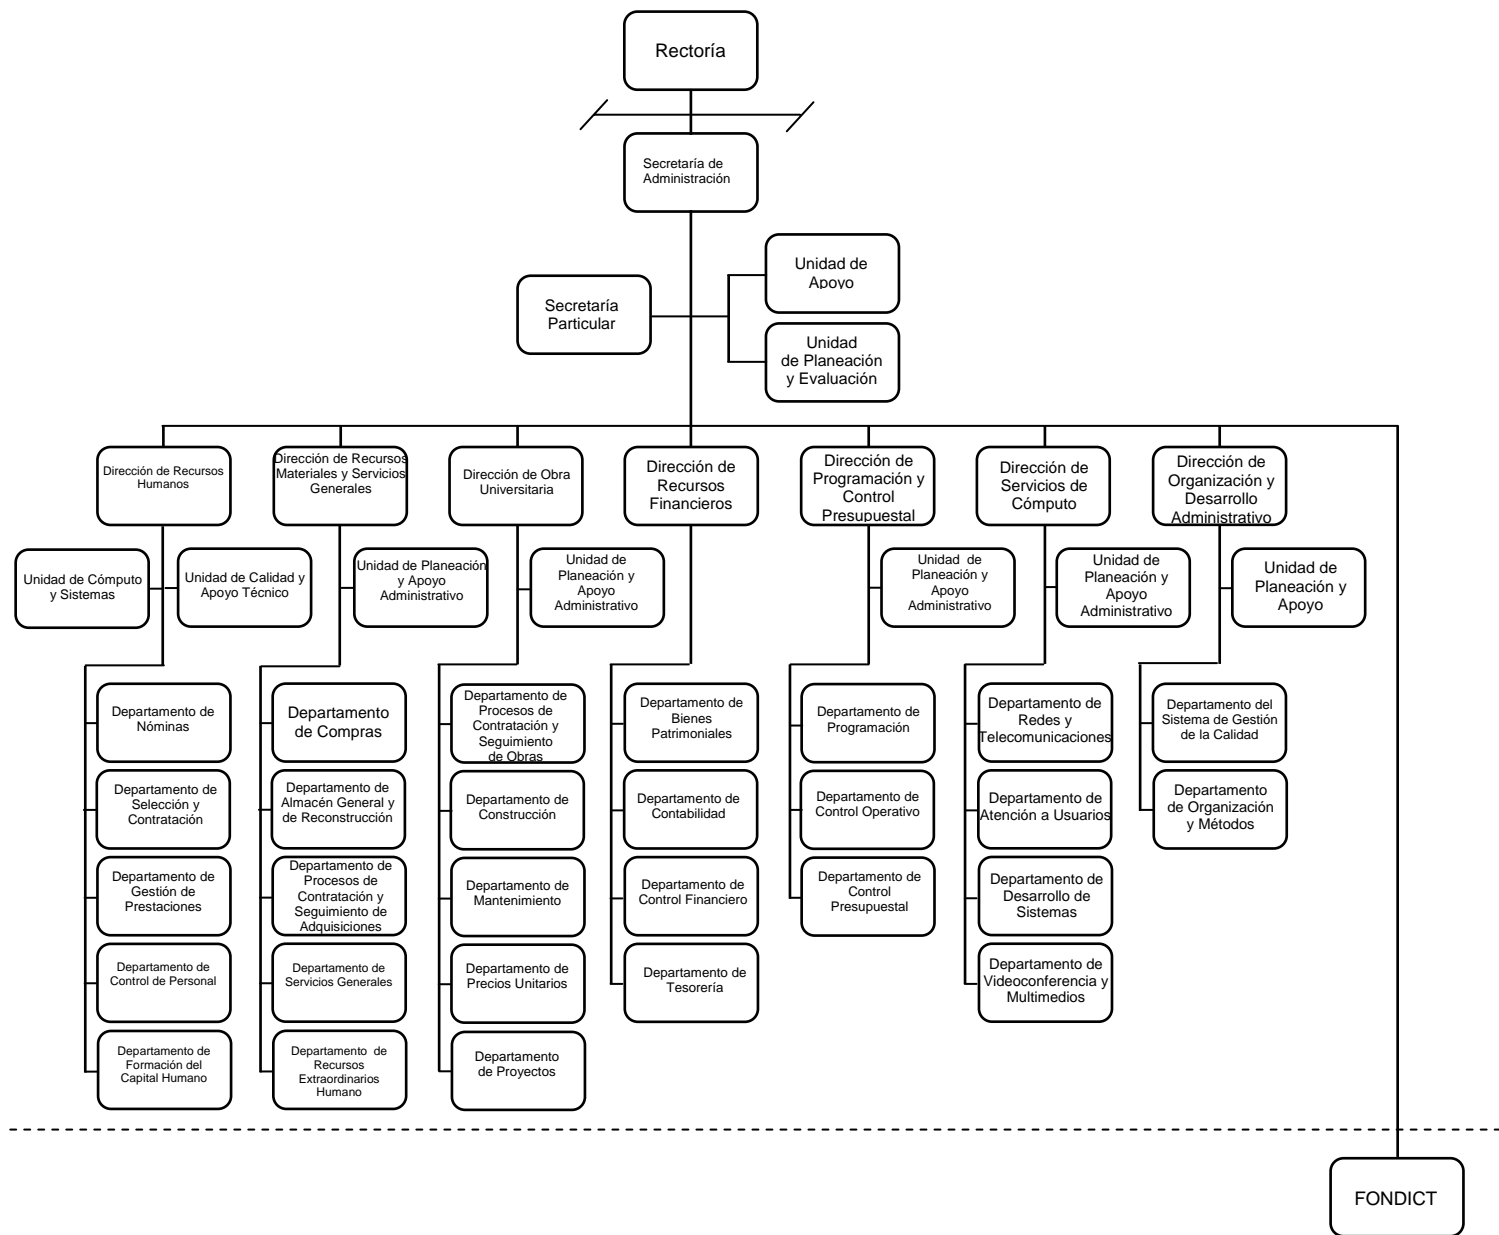 Rectoría
Secretaría de
Administración
Unidad de
Apoyo
Secretaría
Particular
Unidad
de Planeación
y Evaluación
Dirección de Recursos
Humanos
Dirección de Recursos
Materiales y Servicios
Generales
Dirección de Obra
Universitaria
Dirección de
Recursos
Financieros
Dirección de
Programación y
Control
Presupuestal
Dirección de
Servicios de
Cómputo
Dirección de
Organización y
Desarrollo
Administrativo
Unidad de Cómputo
y Sistemas
Unidad de Calidad y
Apoyo Técnico
Unidad de Planeación
y Apoyo
Administrativo
Unidad de
Planeación y
Apoyo
Administrativo
Unidad de
Planeación y
Apoyo
Administrativo
Unidad de
Planeación y
Apoyo
Administrativo
Unidad de
Planeación y
Apoyo
Departamento de
Nóminas
Departamento
de Compras
Departamento de
Procesos de
Contratación y
Seguimiento
de Obras
Departamento de
Bienes
Patrimoniales
Departamento de
Programación
Departamento de
Redes y
Telecomunicaciones
Departamento del
Sistema de Gestión
de la Calidad
Departamento de
Selección y
Contratación
Departamento de
Almacén General y
de Reconstrucción
Departamento de
Construcción
Departamento de
Contabilidad
Departamento de
Control Operativo
Departamento de
Atención a Usuarios
Departamento
de Organización
y Métodos
Departamento de
Gestión de
Prestaciones
Departamento de
Procesos de
Contratación y
Seguimiento de
Adquisiciones
Departamento de
Mantenimiento
Departamento de
Control Financiero
Departamento de
Control
Presupuestal
Departamento de
Desarrollo de
Sistemas
Departamento de
Control de Personal
Departamento de
Servicios Generales
Departamento de
Precios Unitarios
Departamento de
Tesorería
Departamento de
Videoconferencia y
Multimedios
Departamento de
Formación del
Capital Humano
Departamento de
Recursos
Extraordinarios
Humano
Departamento
de Proyectos
FONDICT